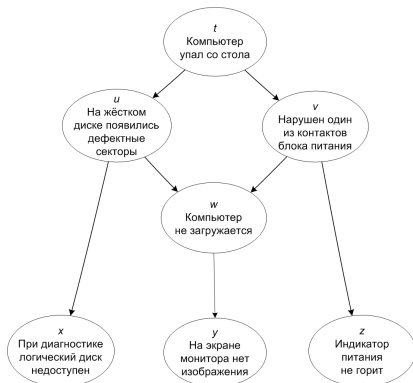 t
Компьютер
упал со стола
u
На жёстком
диске появились
дефектные
секторы
v
Нарушен один
из контактов
блока питания
w
Компьютер
не загружается
x
При диагностике
логический диск
недоступен
y
На экране
монитора нет
изображения
z
Индикатор
питания
не горит